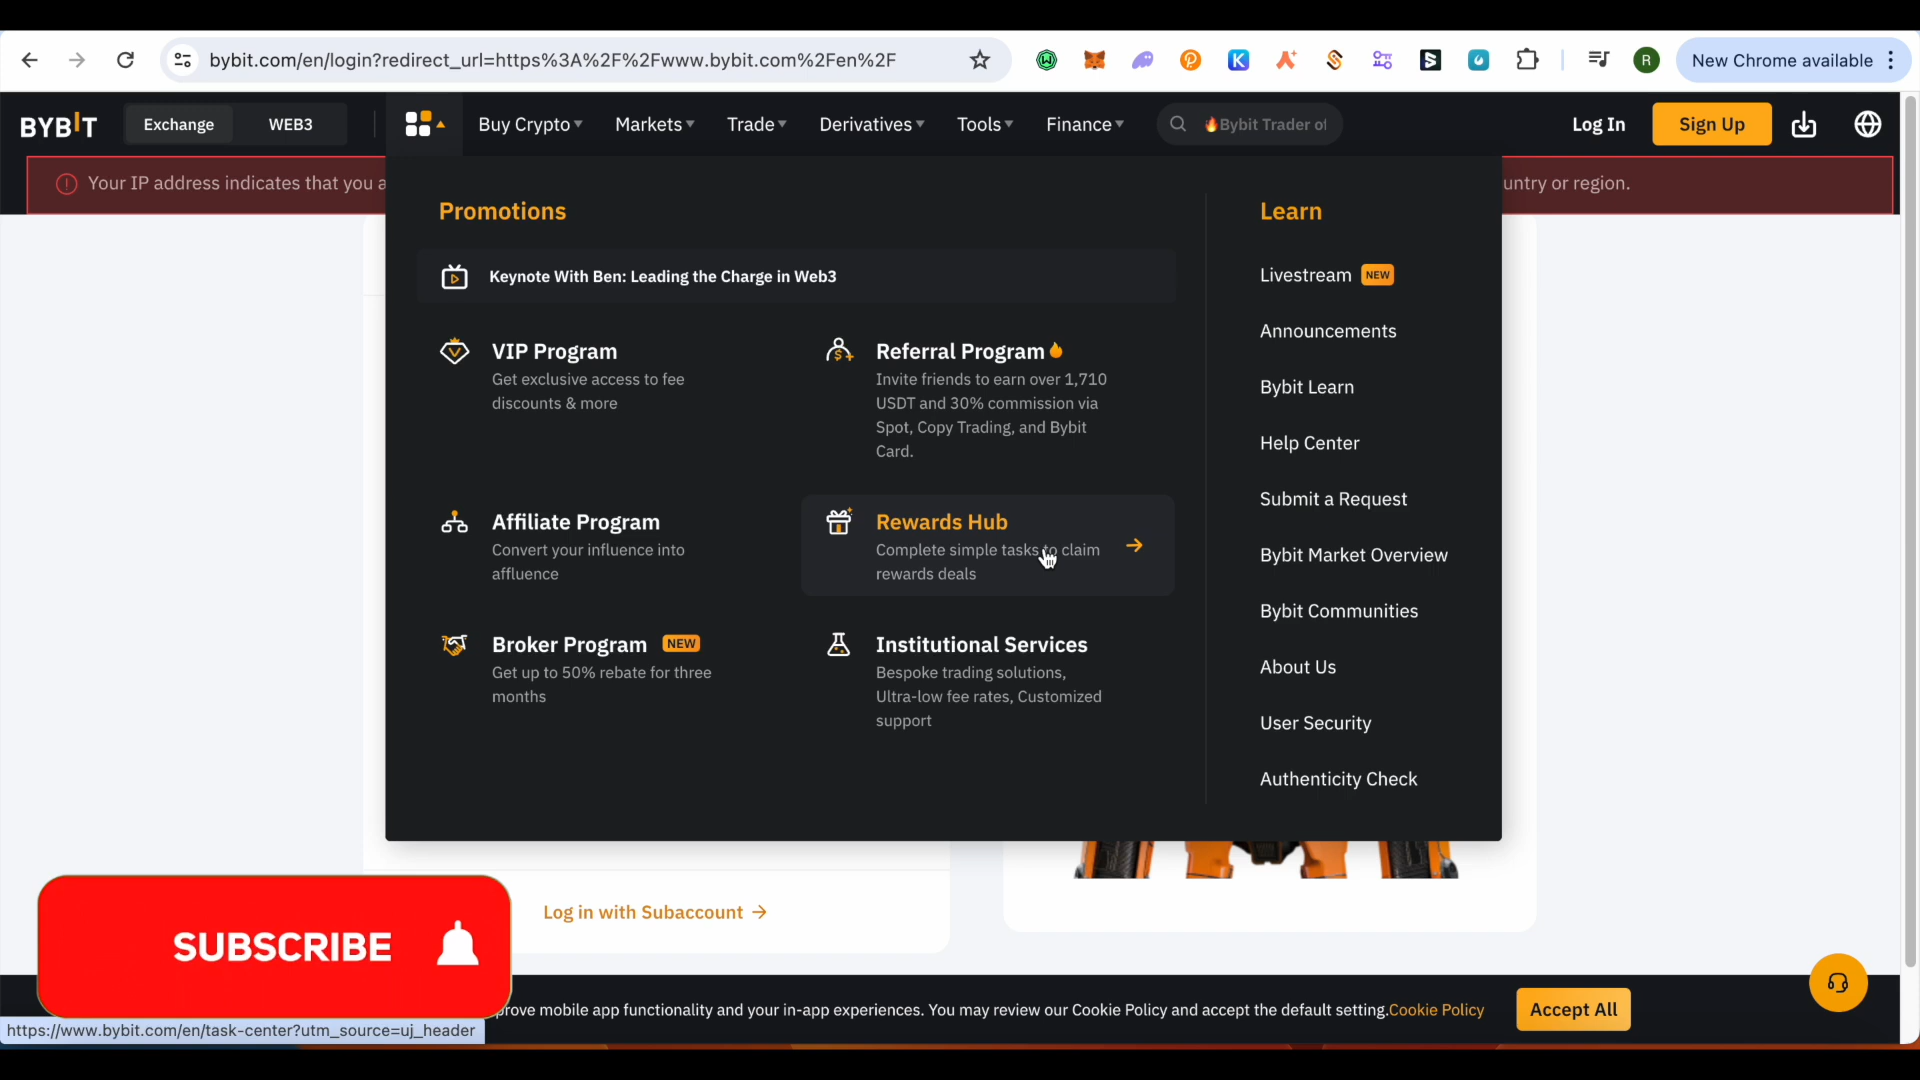 bybit.com/en/login?redirect_url=https%3A%2F%2Fwww.bybit.com%2Fen%2F
R
New Chrome available
BYBIT
Exchange
WEB3
Buy Crypto
Markets
Trade
Derivatives
Tools
Finance
Bybit Trader of
Log In
Sign Up
Your IP address indicates that you a
untry or region.
Promotions
Keynote With Ben: Leading the Charge in Web3
VIP Program
Get exclusive access to fee
discounts & more
Referral Program
Invite friends to earn over 1,710
USDT and 30% commission via
Spot, Copy Trading, and Bybit
Card.
Affiliate Program
Convert your influence into
affluence
Rewards Hub
Complete simple tasks to claim
rewards deals
Broker Program NEW
Get up to 50% rebate for three
months
Institutional Services
Bespoke trading solutions,
Ultra-low fee rates, Customized
support
Learn
Livestream NEW
Announcements
Bybit Learn
Help Center
Submit a Request
Bybit Market Overview
Bybit Communities
About Us
User Security
Authenticity Check
Log in with Subaccount
SUBSCRIBE
prove mobile app functionality and your in-app experiences. You may review our Cookie Policy and accept the default setting.Cookie Policy
Accept All
https://www.bybit.com/en/task-center?utm_source=uj_header